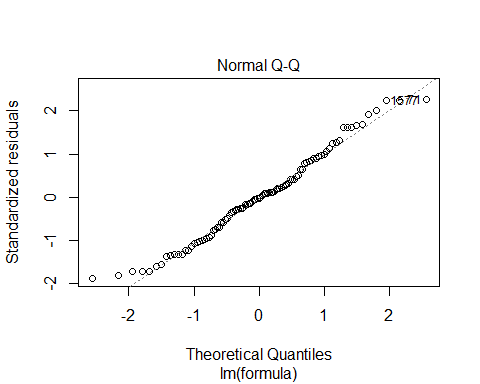 Normal Q-Q
Standardized residuals
2
1
0
-1
-2
-2
-1
0
1
2
Theoretical Quantiles
lm(formula)